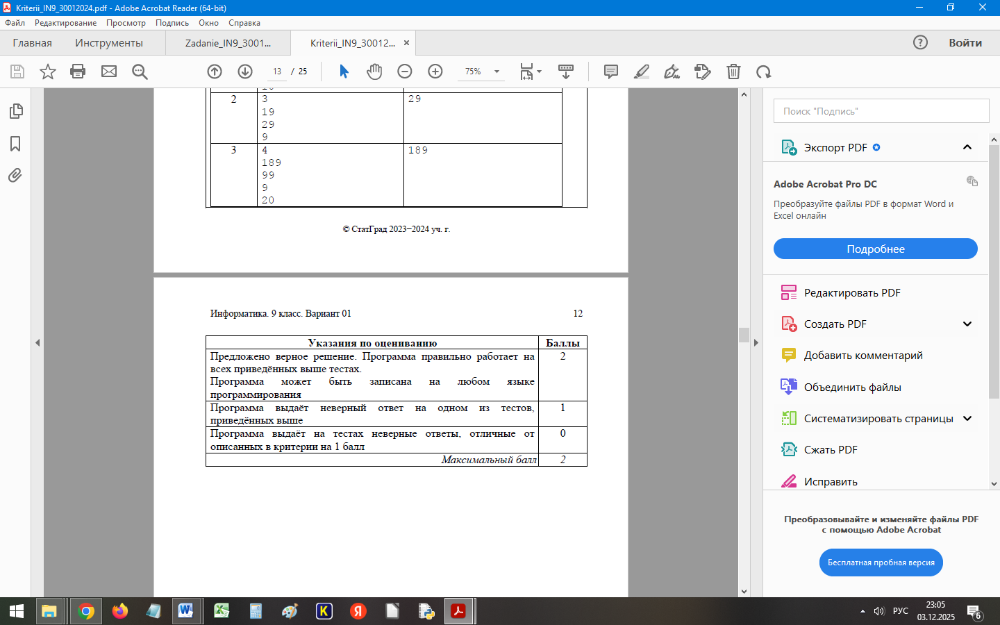 Kriterii_IN9_30012024.pdf - Adobe Acrobat Reader (64-bit)
Файл Редактирование Просмотр Подпись Окно Справка
Главная Инструменты Zadanie_IN9_3001... Kriterii_IN9_30012... × Войти
13 / 25 75%
2 3 29
19
29
9
3 4 189
189
99
9
20
© СтатГрад 2023−2024 уч. г.
Информатика. 9 класс. Вариант 01 12
Указания по оцениванию Баллы
Предложено верное решение. Программа правильно работает на 2
всех приведённых выше тестах.
Программа может быть записана на любом языке
программирования
Программа выдаёт неверный ответ на одном из тестов, 1
приведённых выше
Программа выдаёт на тестах неверные ответы, отличные от 0
описанных в критерии на 1 балл
Максимальный балл 2
Поиск "Подпись"
Экспорт PDF
Adobe Acrobat Pro DC
Преобразуйте файлы PDF в формат Word и
Excel онлайн
Подробнее
Редактировать PDF
Создать PDF
Добавить комментарий
Объединить файлы
Систематизировать страницы
Сжать PDF
Исправить
Преобразовывайте и изменяйте файлы PDF
с помощью Adobe Acrobat
Бесплатная пробная версия
РУС
23:05
03.12.2025
6